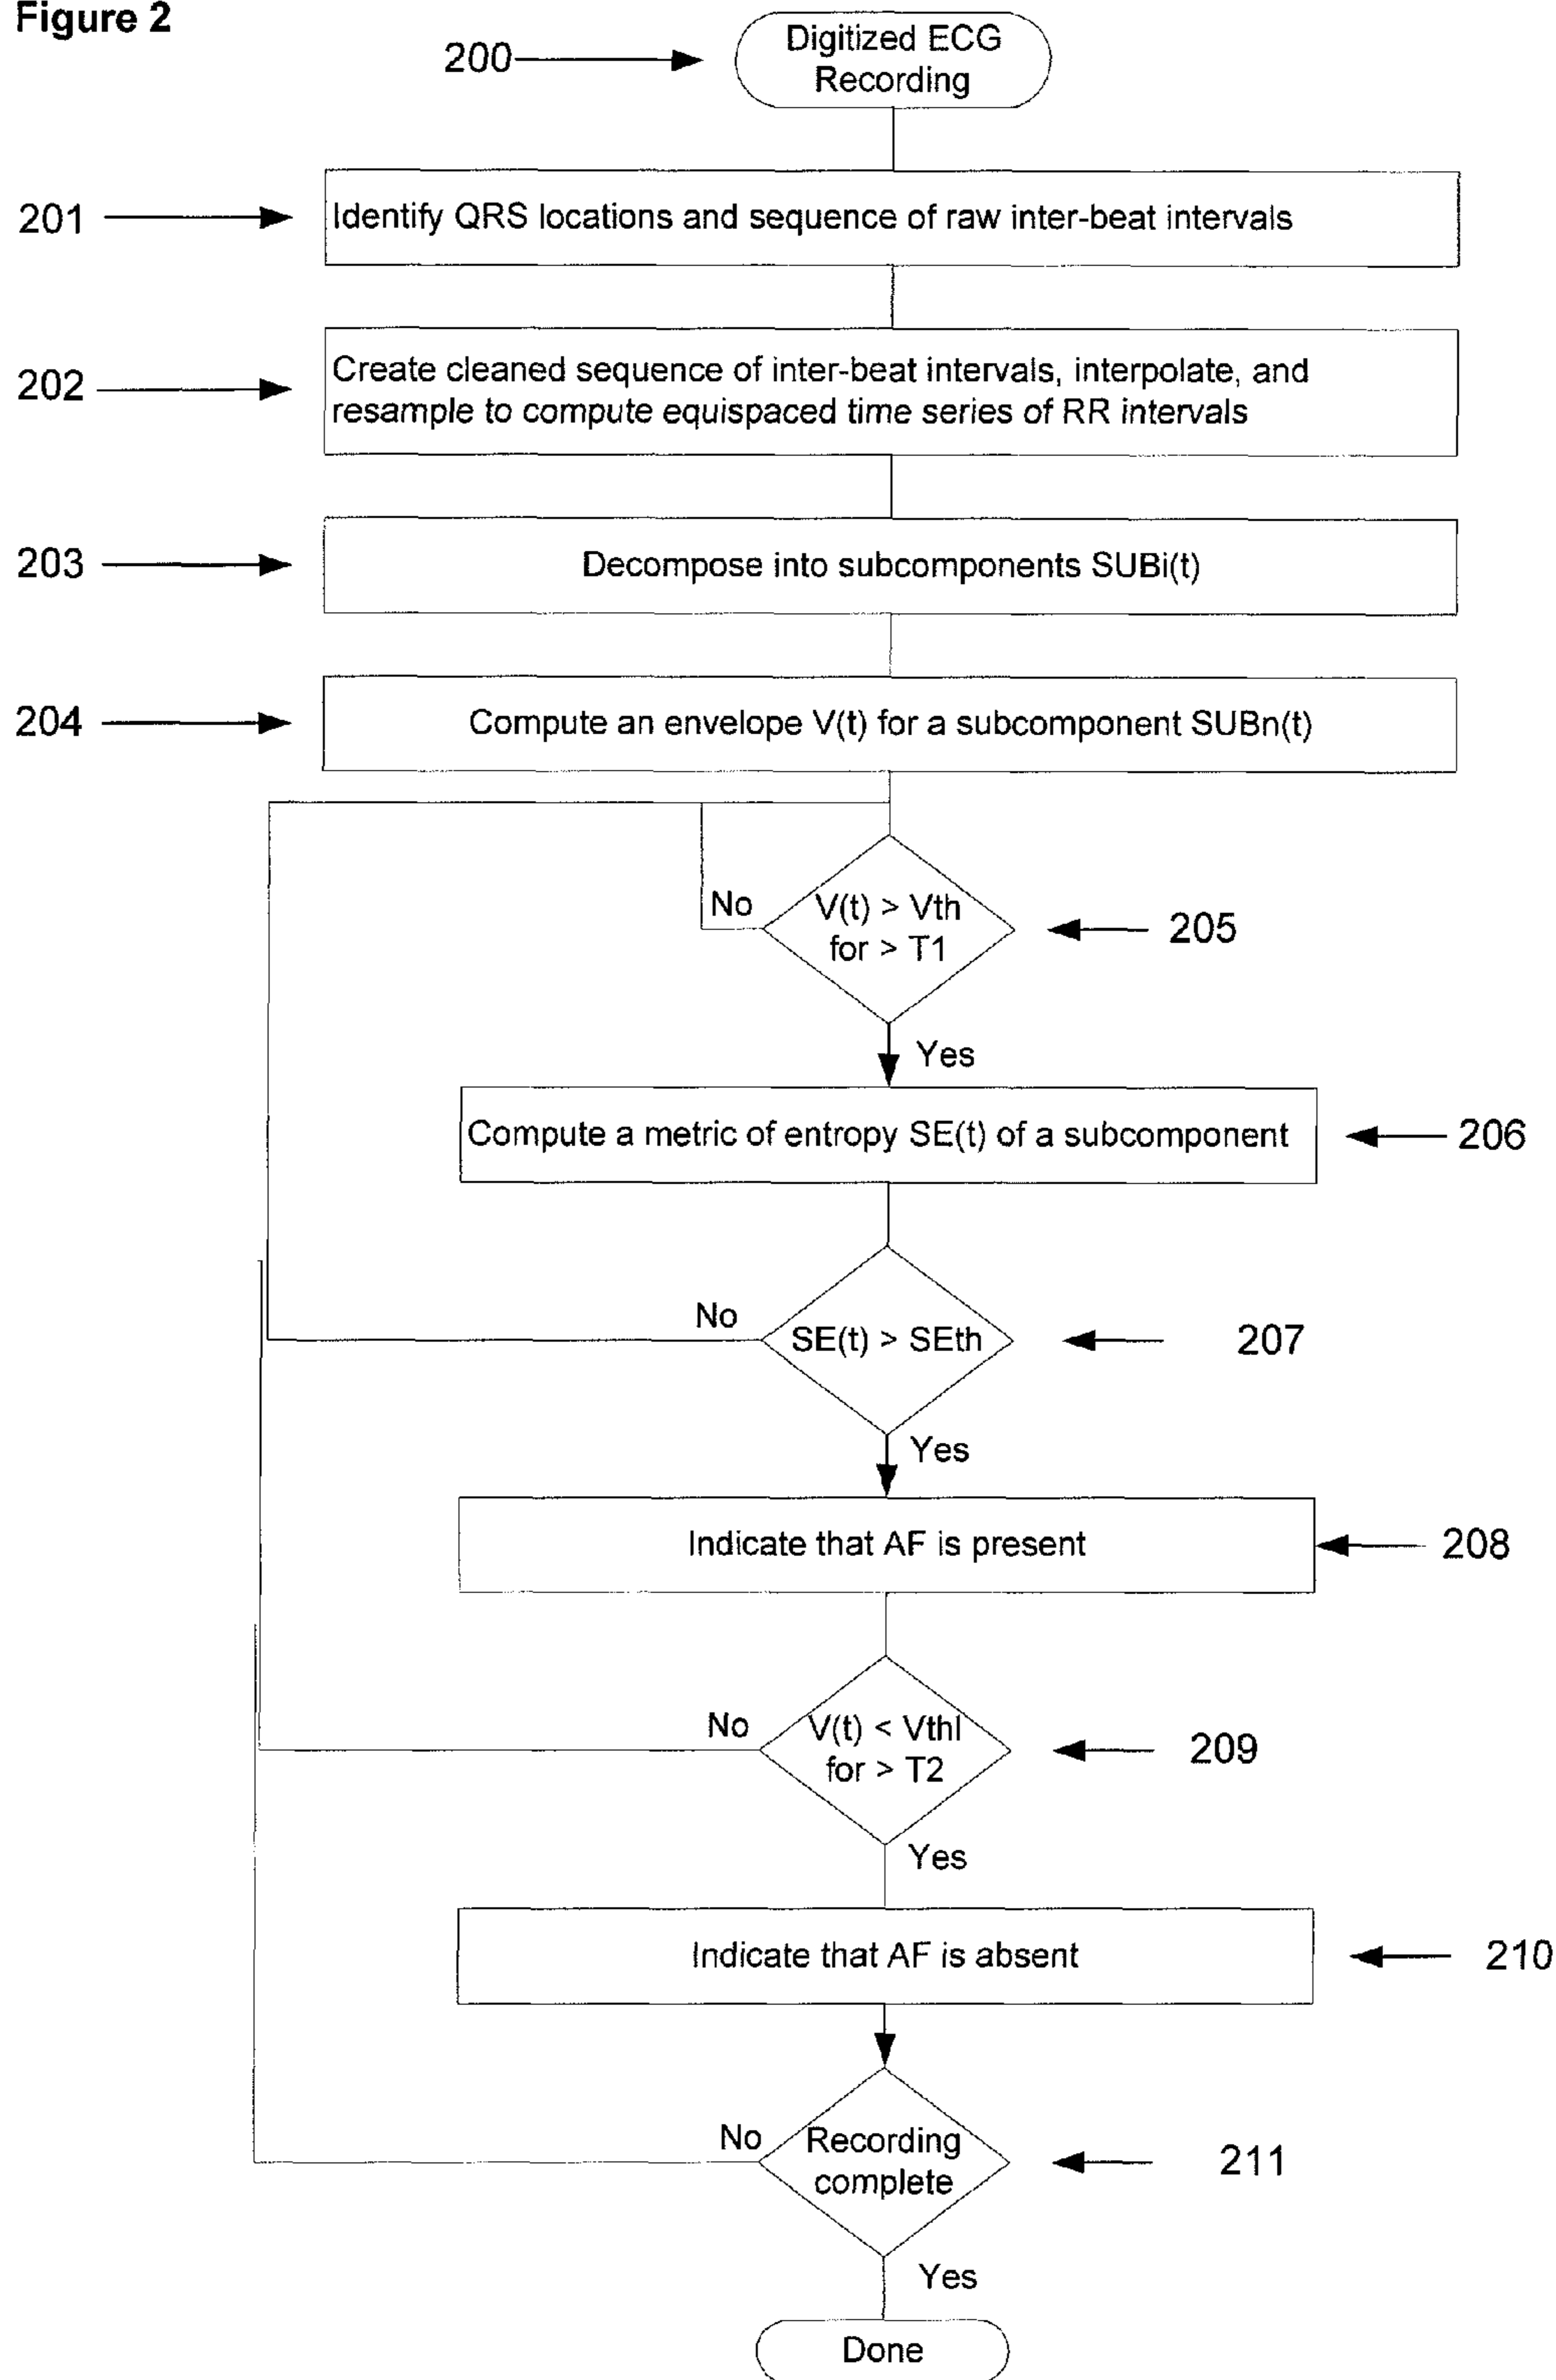 Figure 2
200
Digitized ECG
Recording
201
Identify QRS locations and sequence of raw inter-beat intervals
202
Create cleaned sequence of inter-beat intervals, interpolate, and
resample to compute equispaced time series of RR intervals
203
Decompose into subcomponents SUBi(t)
204
Compute an envelope V(t) for a subcomponent SUBn(t)
No
V(t) > Vth
for > T1
205
Yes
Compute a metric of entropy SE(t) of a subcomponent
206
No
SE(t) > SEth
207
Yes
Indicate that AF is present
208
No
V(t) < Vthl
for > T2
209
Yes
Indicate that AF is absent
210
No
Recording
complete
211
Yes
Done